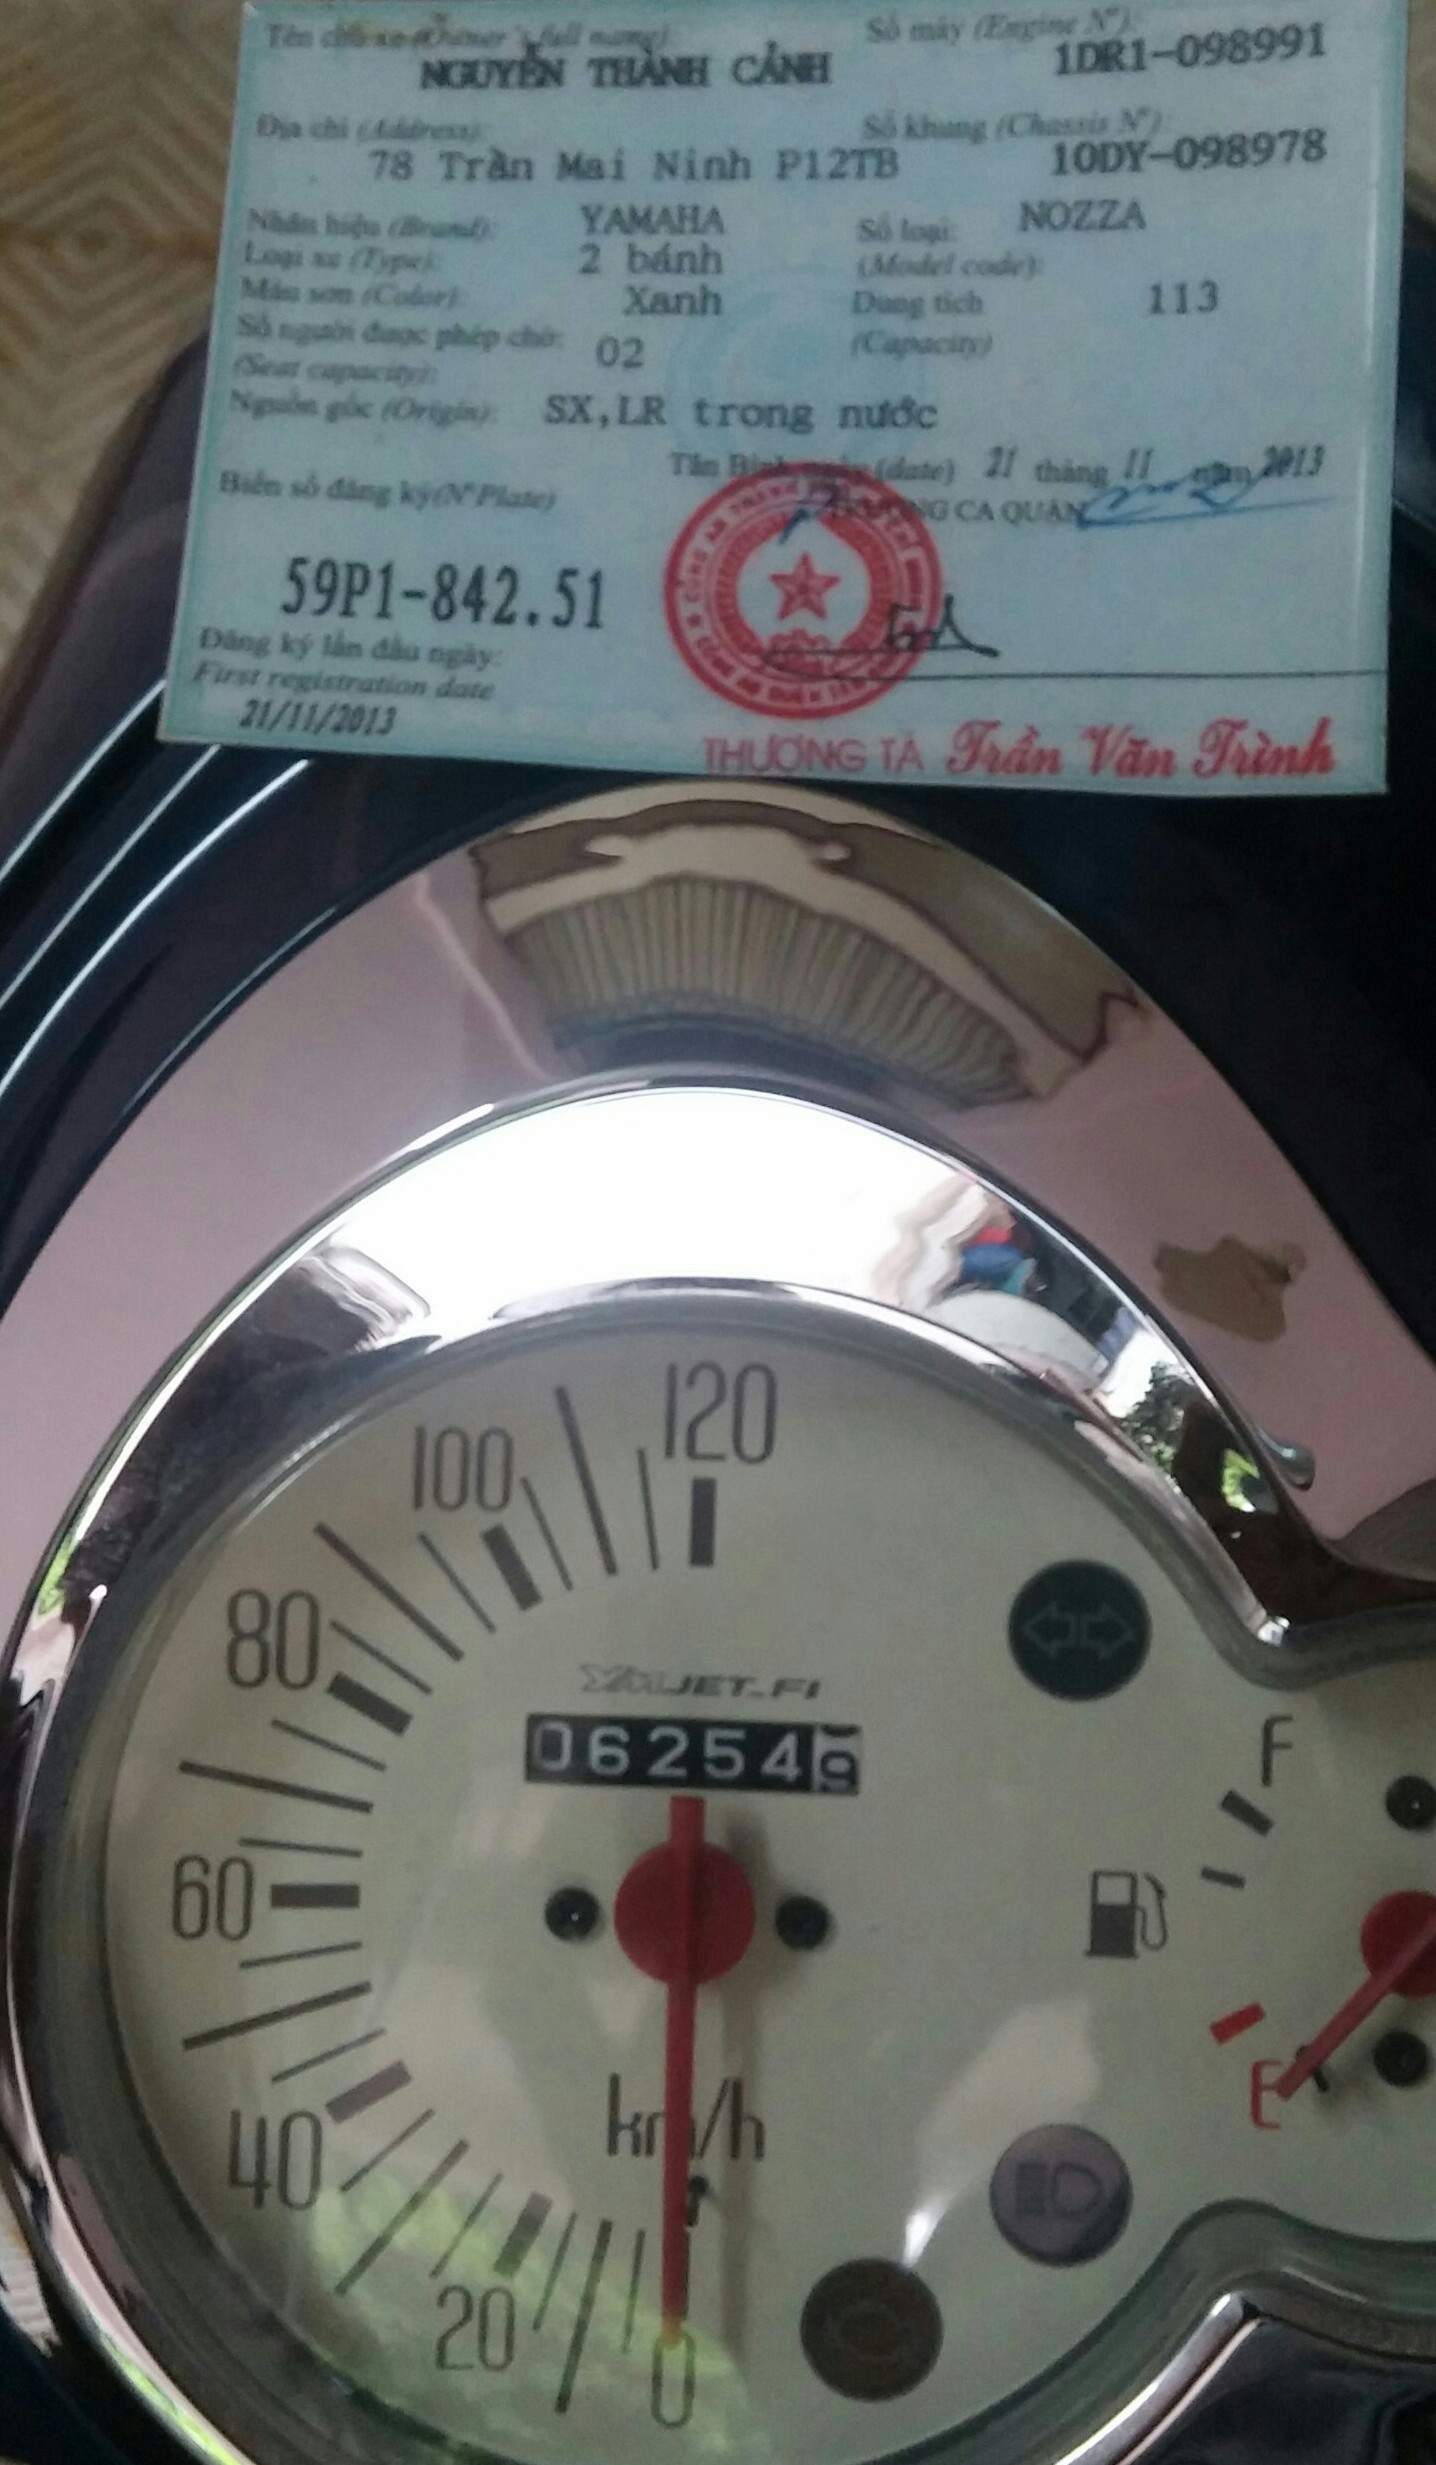 Tên chủ xe (Owner's full name): Số máy (Engine N°):
NGUYỄN THÀNH CẢNH 1DR1-098991
Địa chỉ (Address): Số khung (Chassis N°):
78 Trần Mai Ninh P12TB 10DY-098978
Nhãn hiệu (Brand): YAMAHA Số loại: NOZZA
Loại xe (Type): 2 bánh (Model code):
Màu sơn (Color): Xanh Dung tích 113
Số người được phép chở: 02 (Capacity)
(Seat capacity):
Nguồn gốc (Origin): SX,LR trong nước
Tân Bình ngày (date) 21 tháng 11 năm 2013
Biển số đăng ký(N°Plate) TRƯỞNG CA QUẬN
59P1-842.51
Đăng ký lần đầu ngày:
First registration date
21/11/2013
THƯỢNG TÁ Trần Văn Trình
120
100
80
YMJET-FI
062549
F
60
km/h
E
40
20
0